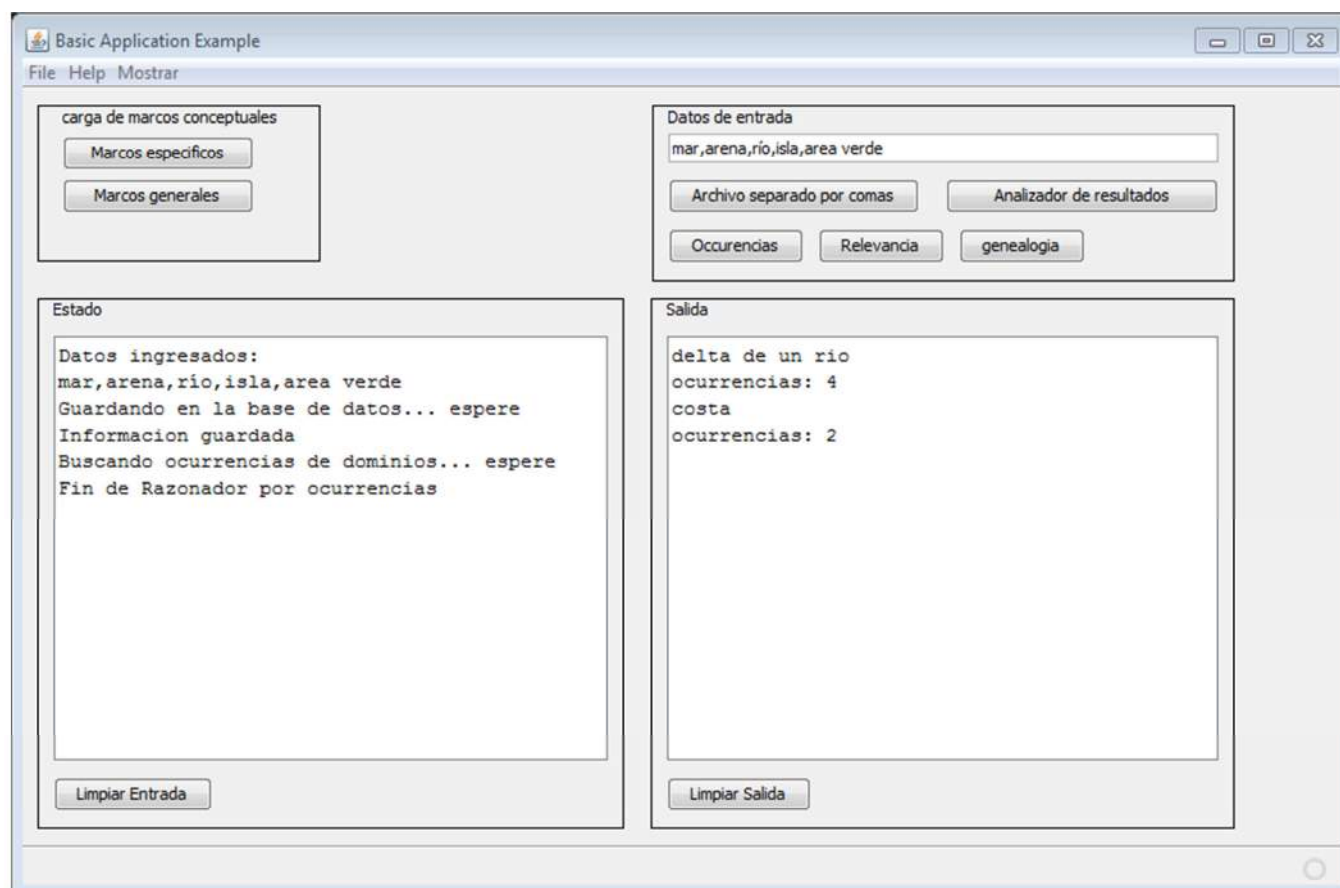 Basic Application Example
File Help Mostrar
carga de marcos conceptuales
Marcos especificos
Marcos generales
Datos de entrada
mar,arena,río,isla,area verde
Archivo separado por comas
Analizador de resultados
Occurencias
Relevancia
genealogia
Estado
Datos ingresados:
mar,arena,río,isla,area verde
Guardando en la base de datos... espere
Informacion guardada
Buscando ocurrencias de dominios... espere
Fin de Razonador por ocurrencias
Limpiar Entrada
Salida
delta de un rio
ocurrencias: 4
costa
ocurrencias: 2
Limpiar Salida